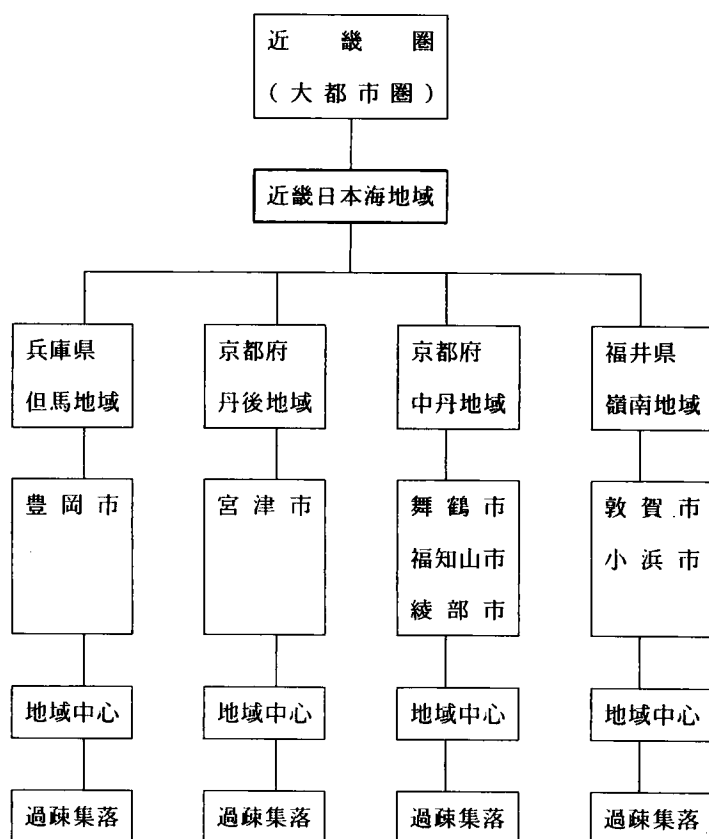 近畿圏
(大都市圏)
近畿日本海地域
兵庫県
但馬地域
京都府
丹後地域
京都府
中丹地域
福井県
嶺南地域
豊岡市
宮津市
舞鶴市
福知山市
綾部市
敦賀市
小浜市
地域中心
地域中心
地域中心
地域中心
過疎集落
過疎集落
過疎集落
過疎集落